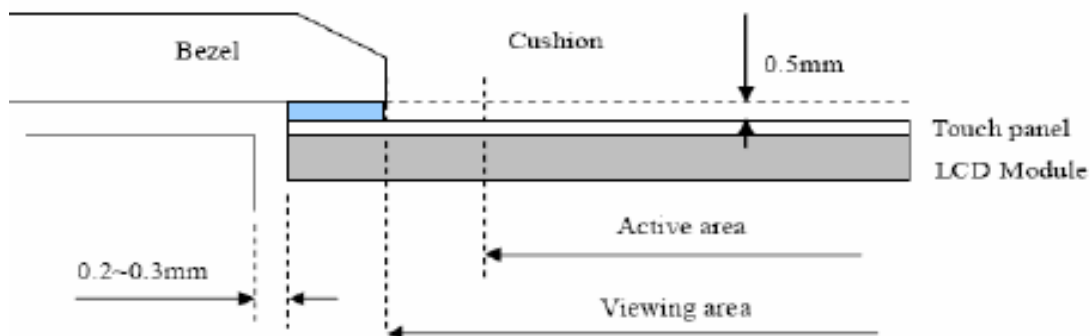 Cushion
Bezel
0.5mm
Touch panel
LCD Module
Active area
0.2~0.3mm
Viewing area